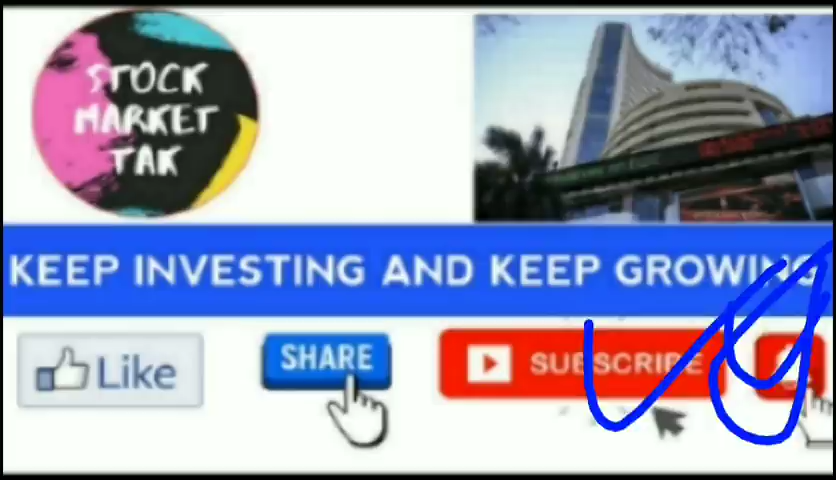 STOCK
MARKET
TAK
KEEP INVESTING AND KEEP GROWING
Like
SHARE
SUBSCRIBE